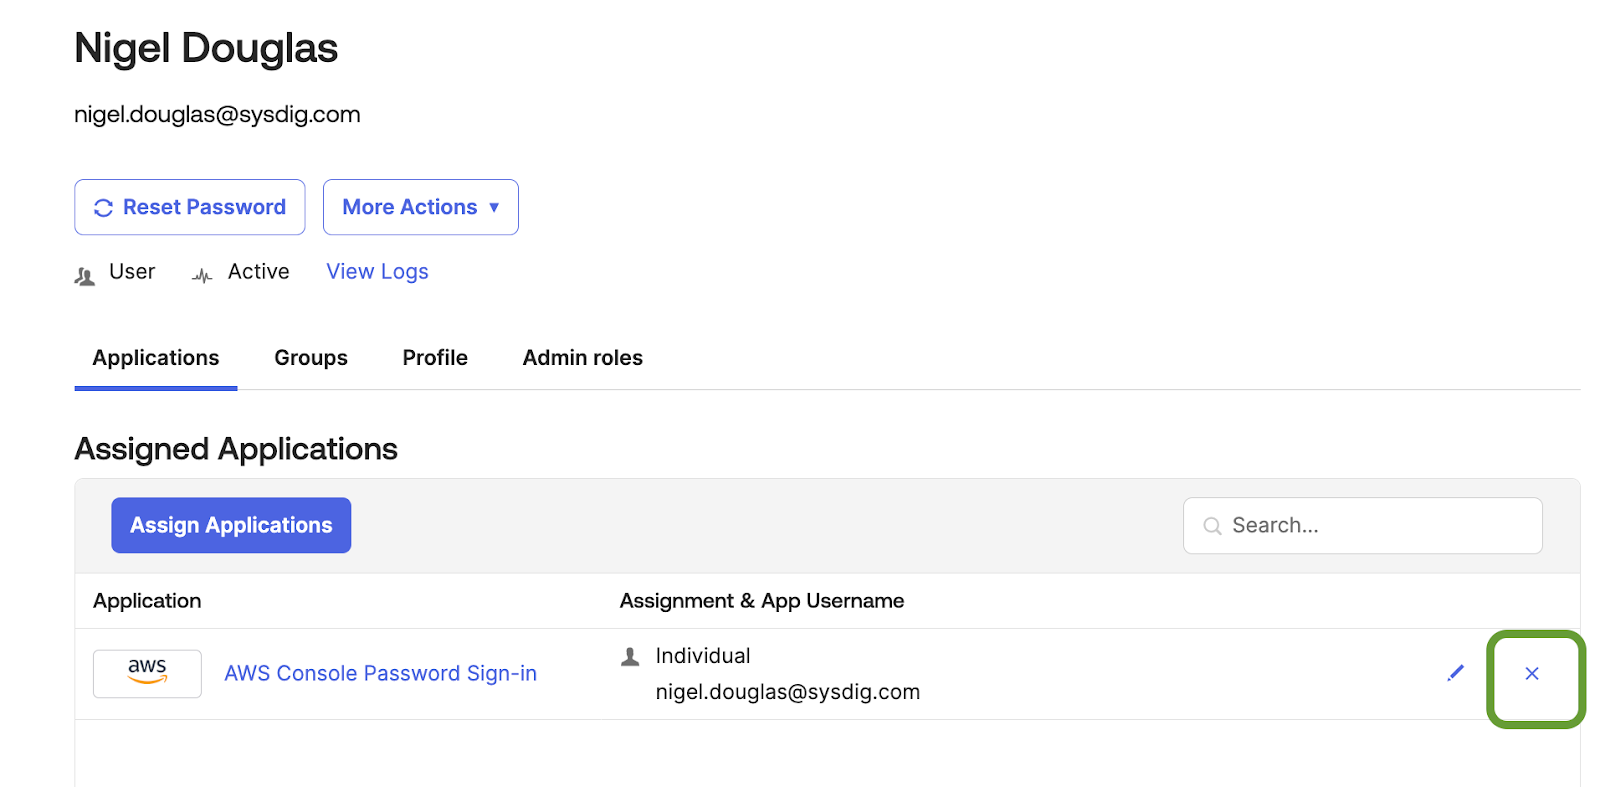 Nigel Douglas
nigel.douglas@sysdig.com
Reset Password More Actions ▼
User Active View Logs
Applications Groups Profile Admin roles
Assigned Applications
Assign Applications Search...
Application Assignment & App Username
aws AWS Console Password Sign-in Individual
nigel.douglas@sysdig.com